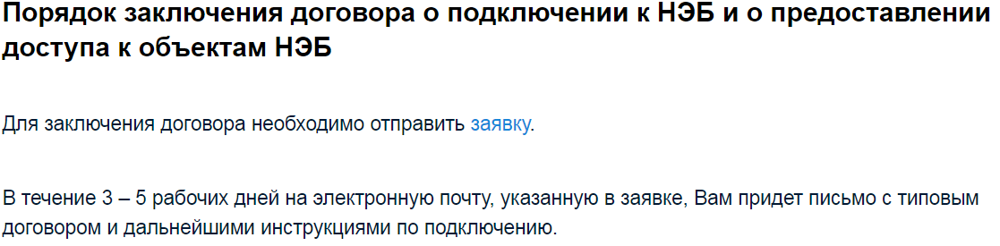 Порядок заключения договора о подключении к НЭБ и о предоставлении
доступа к объектам НЭБ
Для заключения договора необходимо отправить заявку.
В течение 3 – 5 рабочих дней на электронную почту, указанную в заявке, Вам придет письмо с типовым
договором и дальнейшими инструкциями по подключению.